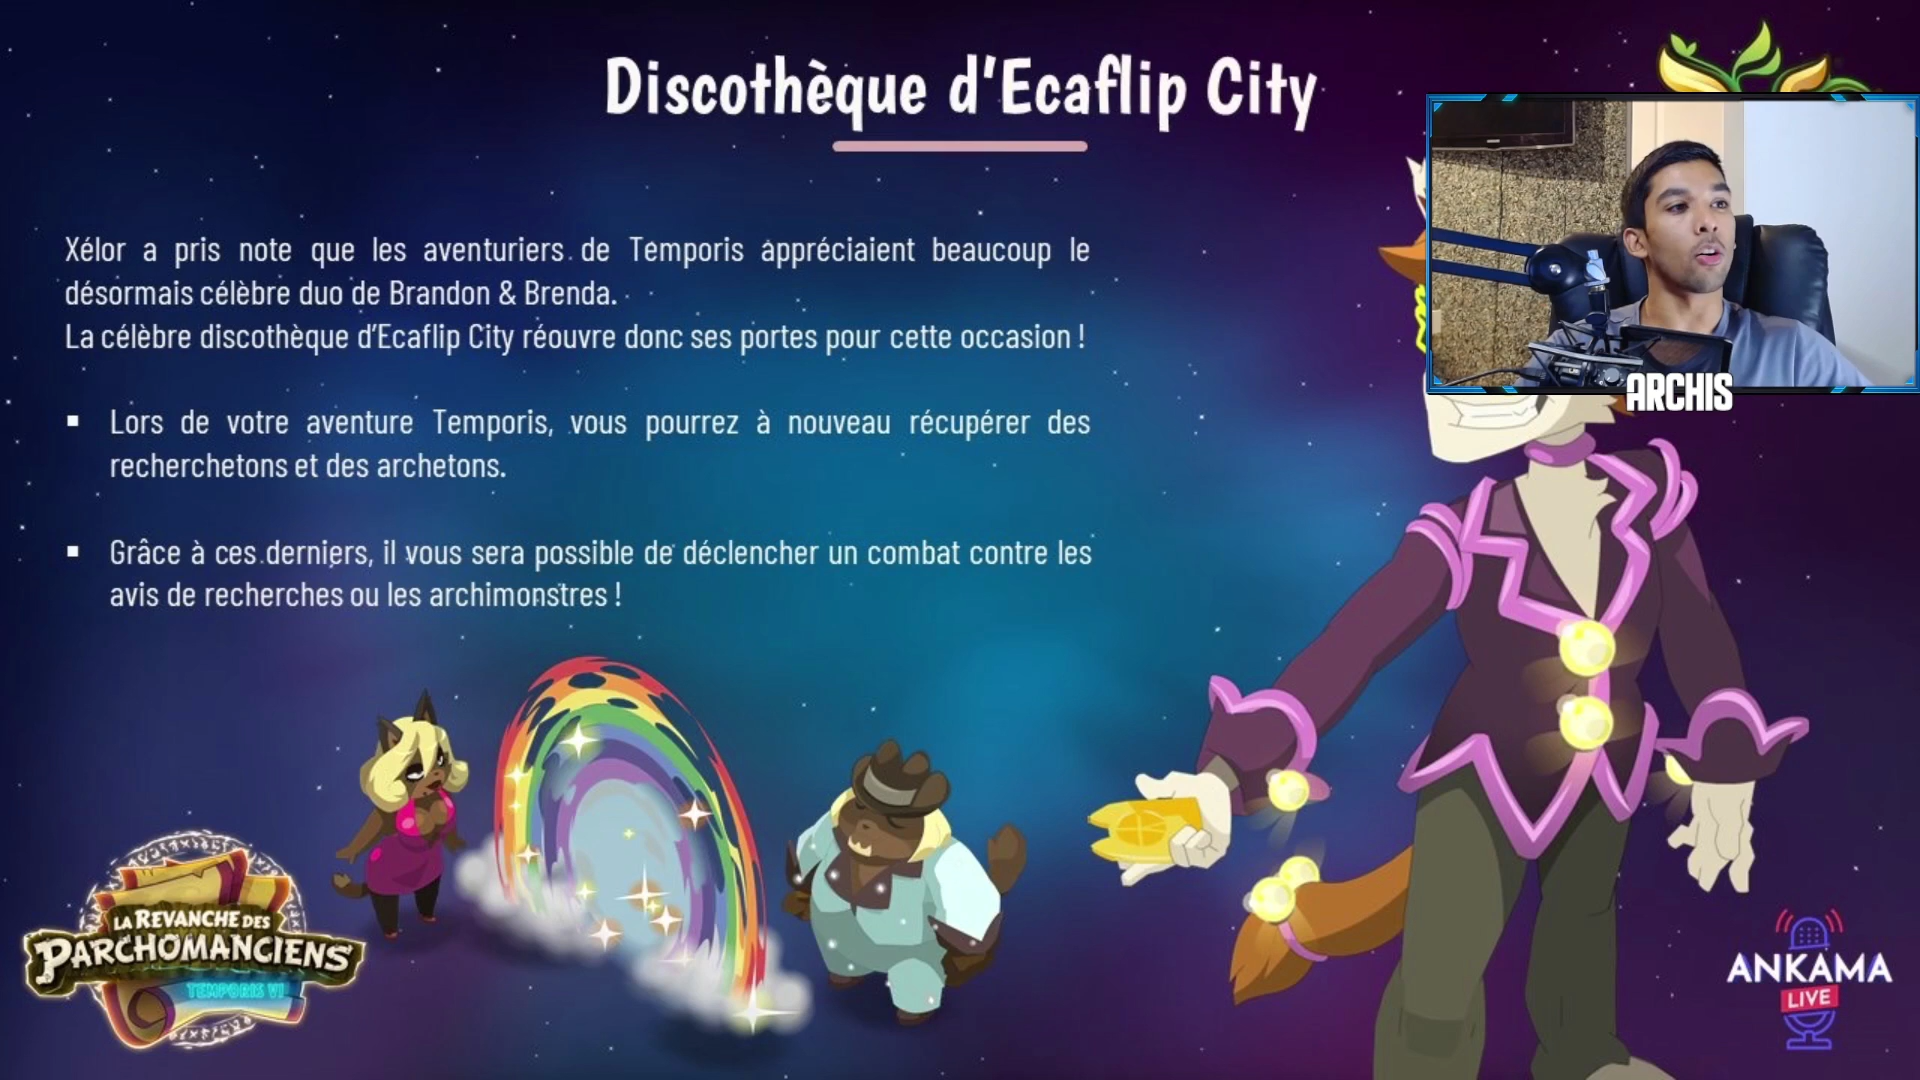 Discothèque d'Ecaflip City
Xélor a pris note que les aventuriers de Temporis appréciaient beaucoup le
désormais célèbre duo de Brandon & Brenda.
La célèbre discothèque d'Ecaflip City réouvre donc ses portes pour cette occasion !
▪ Lors de votre aventure Temporis, vous pourrez à nouveau récupérer des
recherchetons et des archetons.
▪ Grâce à ces derniers, il vous sera possible de déclencher un combat contre les
avis de recherches ou les archimonstres !
ARCHIS
LA REVANCHE DES
PARCHOMANCIENS
TEMPORIS VI
ANKAMA
LIVE